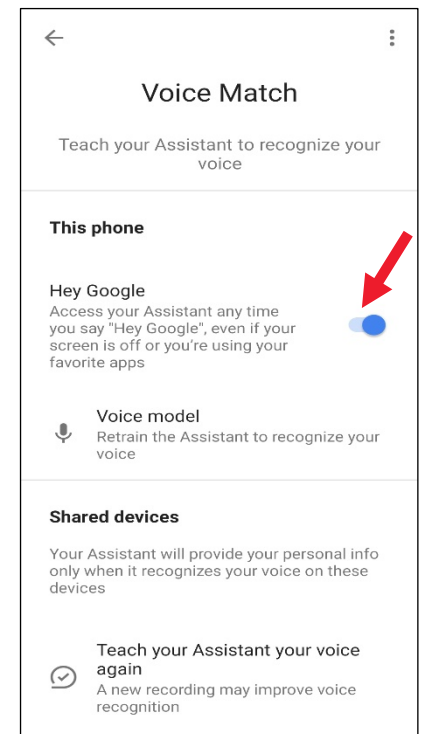 Voice Match
Teach your Assistant to recognize your
voice
This phone
Hey Google
Access your Assistant any time
you say "Hey Google", even if your
screen is off or you're using your
favorite apps
Voice model
Retrain the Assistant to recognize your
voice
Shared devices
Your Assistant will provide your personal info
only when it recognizes your voice on these
devices
Teach your Assistant your voice
again
A new recording may improve voice
recognition